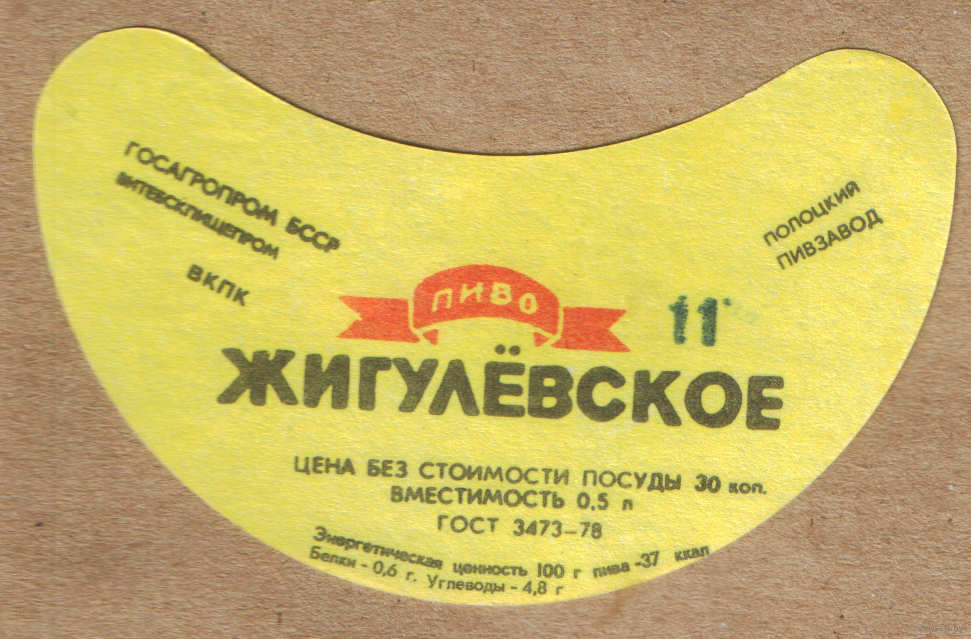 ГОСАГРОПРОМ БССР
ВИТЕБСКПИЩЕПРОМ
ВКПК
ПОЛОЦКИЙ
ПИВЗАВОД
ПИВО
11
ЖИГУЛЁВСКОЕ
ЦЕНА БЕЗ СТОИМОСТИ ПОСУДЫ 30 коп.
ВМЕСТИМОСТЬ 0,5 л
ГОСТ 3473-78
Энергетическая ценность 100 г пива -37 ккал
Белки - 0,6 г. Углеводы - 4,8 г